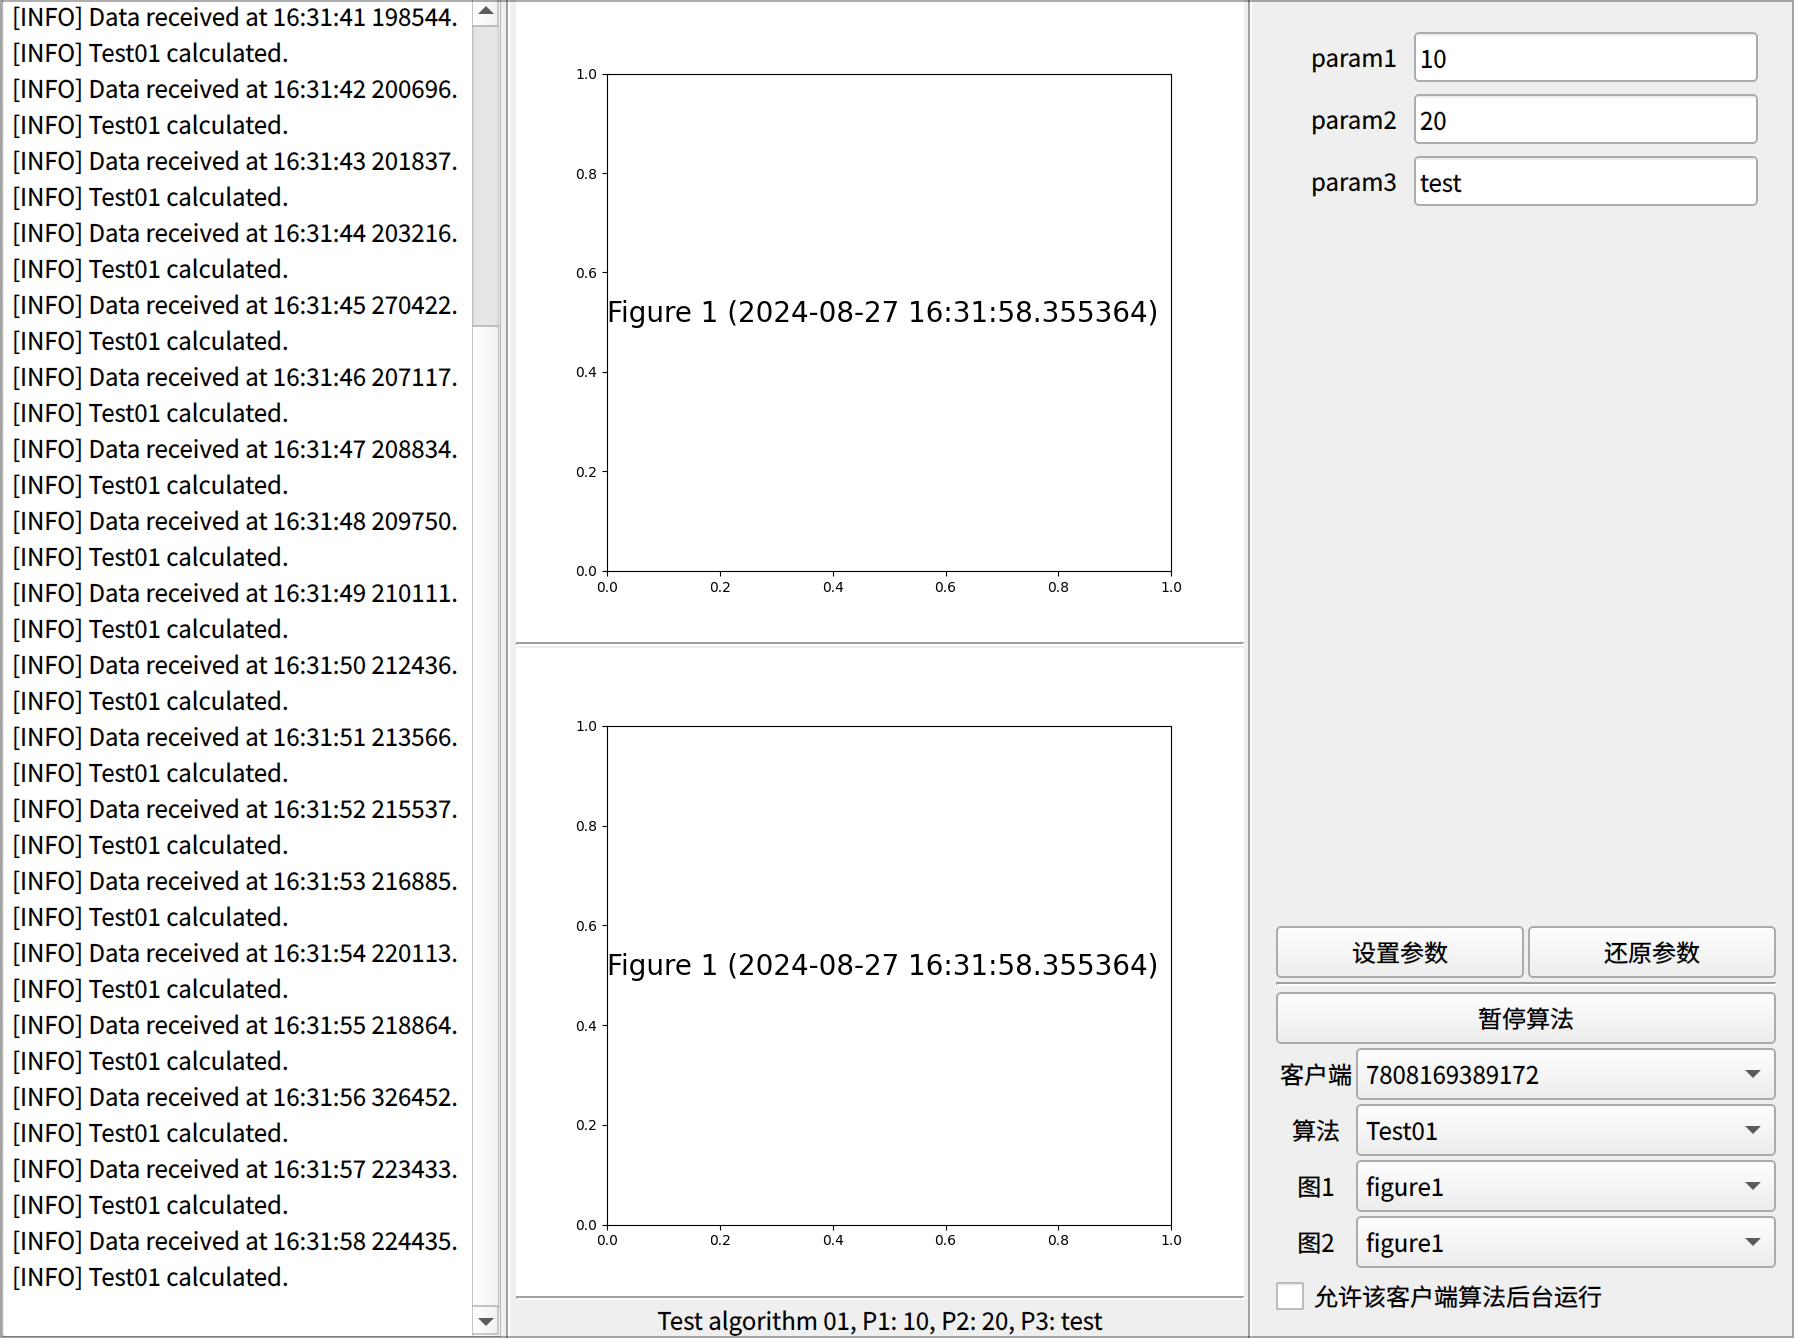 [INFO] Data received at 16:31:41 198544.
[INFO] Test01 calculated.
[INFO] Data received at 16:31:42 200696.
[INFO] Test01 calculated.
[INFO] Data received at 16:31:43 201837.
[INFO] Test01 calculated.
[INFO] Data received at 16:31:44 203216.
[INFO] Test01 calculated.
[INFO] Data received at 16:31:45 270422.
[INFO] Test01 calculated.
[INFO] Data received at 16:31:46 207117.
[INFO] Test01 calculated.
[INFO] Data received at 16:31:47 208834.
[INFO] Test01 calculated.
[INFO] Data received at 16:31:48 209750.
[INFO] Test01 calculated.
[INFO] Data received at 16:31:49 210111.
[INFO] Test01 calculated.
[INFO] Data received at 16:31:50 212436.
[INFO] Test01 calculated.
[INFO] Data received at 16:31:51 213566.
[INFO] Test01 calculated.
[INFO] Data received at 16:31:52 215537.
[INFO] Test01 calculated.
[INFO] Data received at 16:31:53 216885.
[INFO] Test01 calculated.
[INFO] Data received at 16:31:54 220113.
[INFO] Test01 calculated.
[INFO] Data received at 16:31:55 218864.
[INFO] Test01 calculated.
[INFO] Data received at 16:31:56 326452.
[INFO] Test01 calculated.
[INFO] Data received at 16:31:57 223433.
[INFO] Test01 calculated.
[INFO] Data received at 16:31:58 224435.
[INFO] Test01 calculated.
1.0
0.8
0.6
Figure 1 (2024-08-27 16:31:58.355364)
0.4
0.2
0.0
0.0 0.2 0.4 0.6 0.8 1.0
1.0
0.8
0.6
Figure 1 (2024-08-27 16:31:58.355364)
0.4
0.2
0.0
0.0 0.2 0.4 0.6 0.8 1.0
Test algorithm 01, P1: 10, P2: 20, P3: test
param1 10
param2 20
param3 test
设置参数 还原参数
暂停算法
客户端 7808169389172
算法 Test01
图1 figure1
图2 figure1
允许该客户端算法后台运行